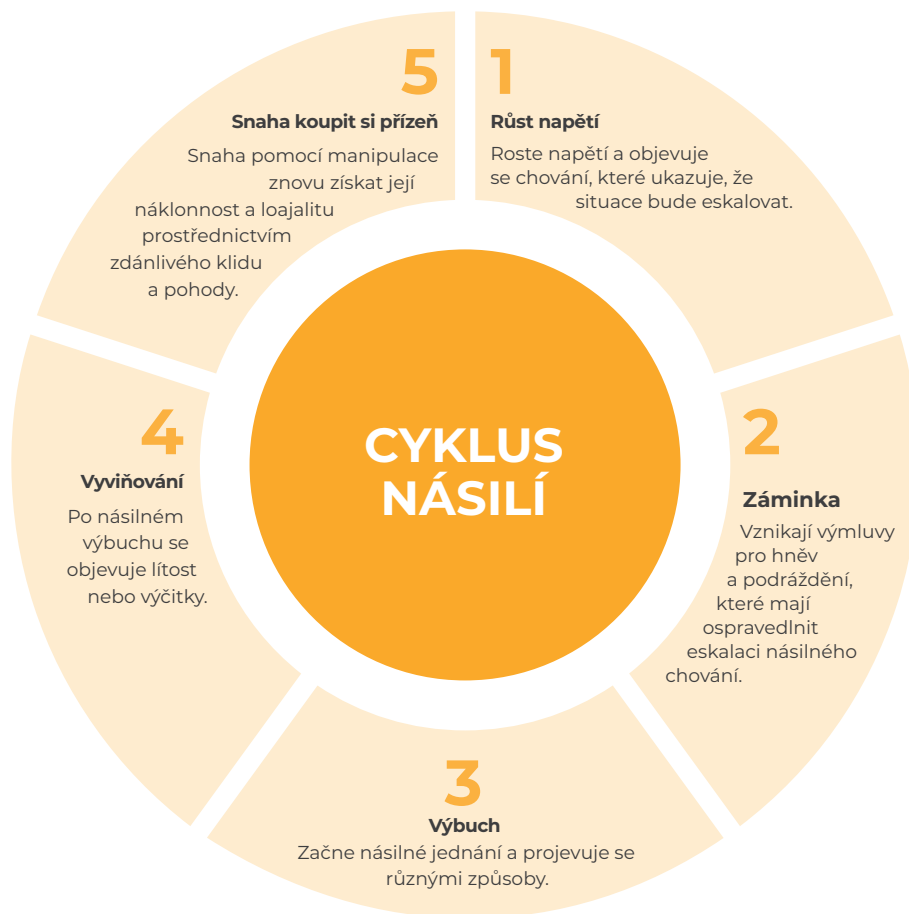 CYKLUS
NÁSILÍ
1
Růst napětí
Roste napětí a objevuje
se chování, které ukazuje, že
situace bude eskalovat.
2
Záminka
Vznikají výmluvy
pro hněv
a podráždění,
které mají
ospravedlnit
eskalaci násilného
chování.
3
Výbuch
Začne násilné jednání a projevuje se
různými způsoby.
4
Vyviňování
Po násilném
výbuchu se
objevuje lítost
nebo výčitky.
5
Snaha koupit si přízeň
Snaha pomocí manipulace
znovu získat její
náklonnost a loajalitu
prostřednictvím
zdánlivého klidu
a pohody.